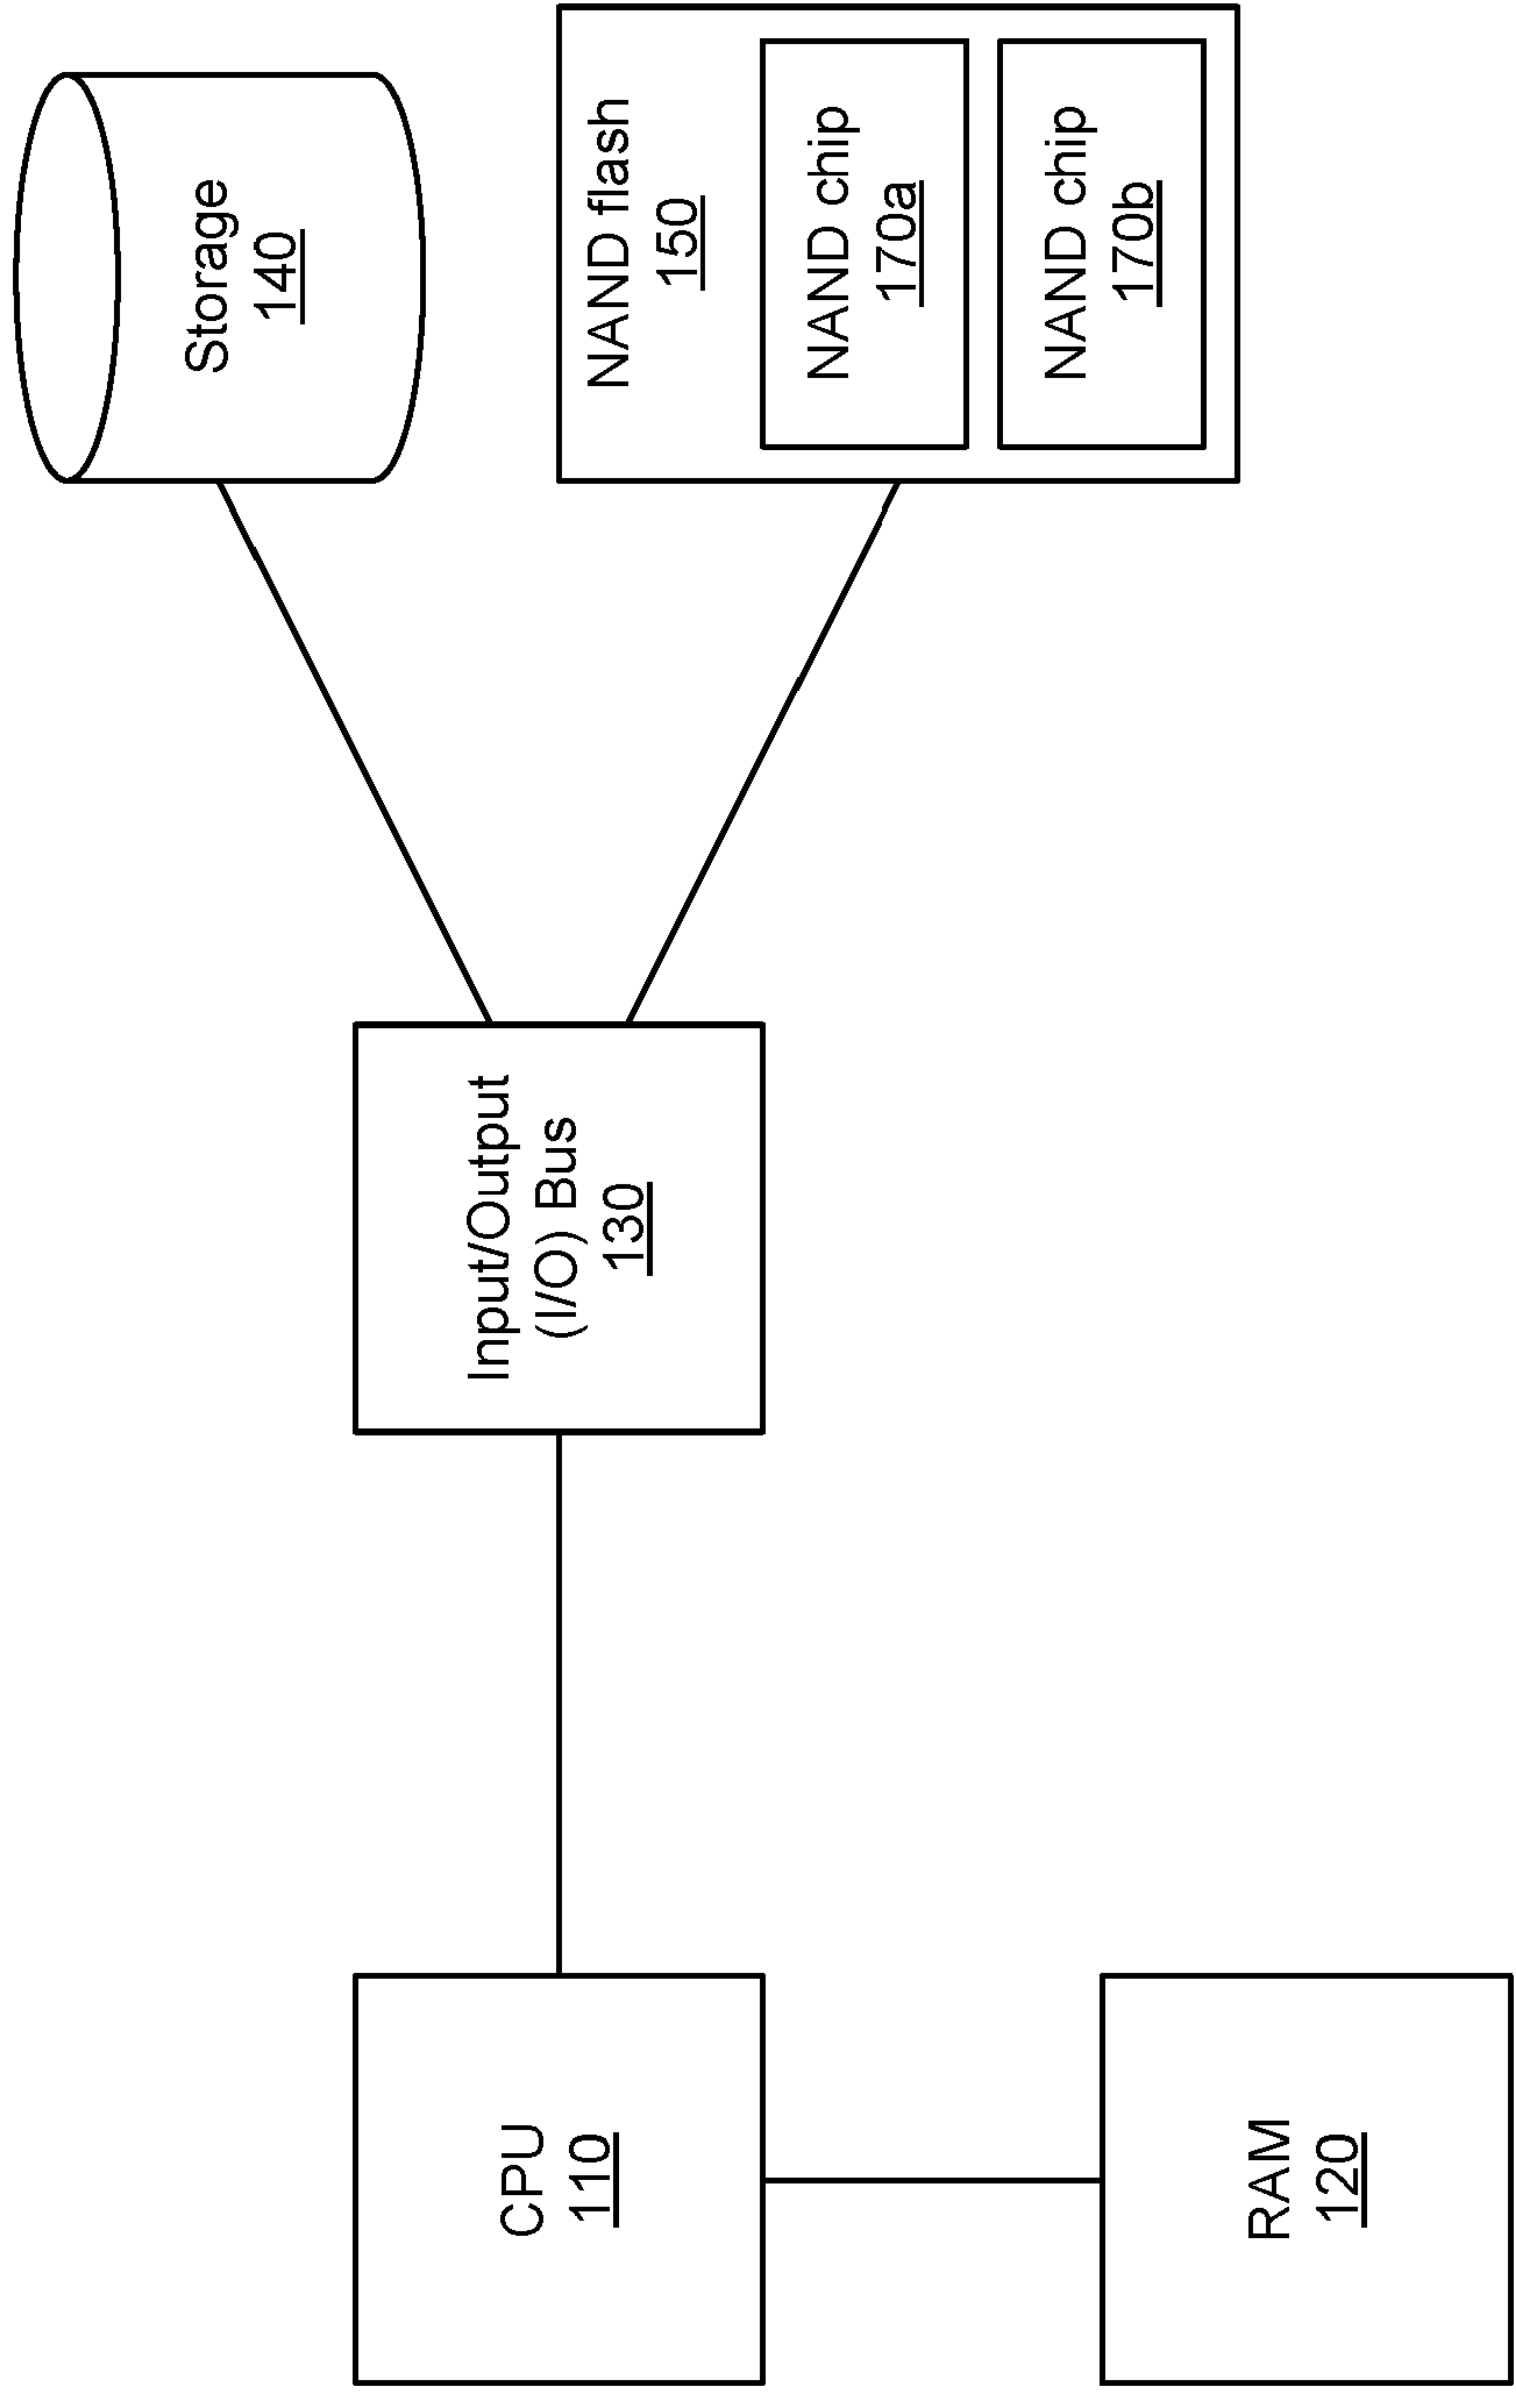 CPU
110
RAM
120
Input/Output
(I/O) Bus
130
Storage
140
NAND flash
150
NAND chip
170a
NAND chip
170b